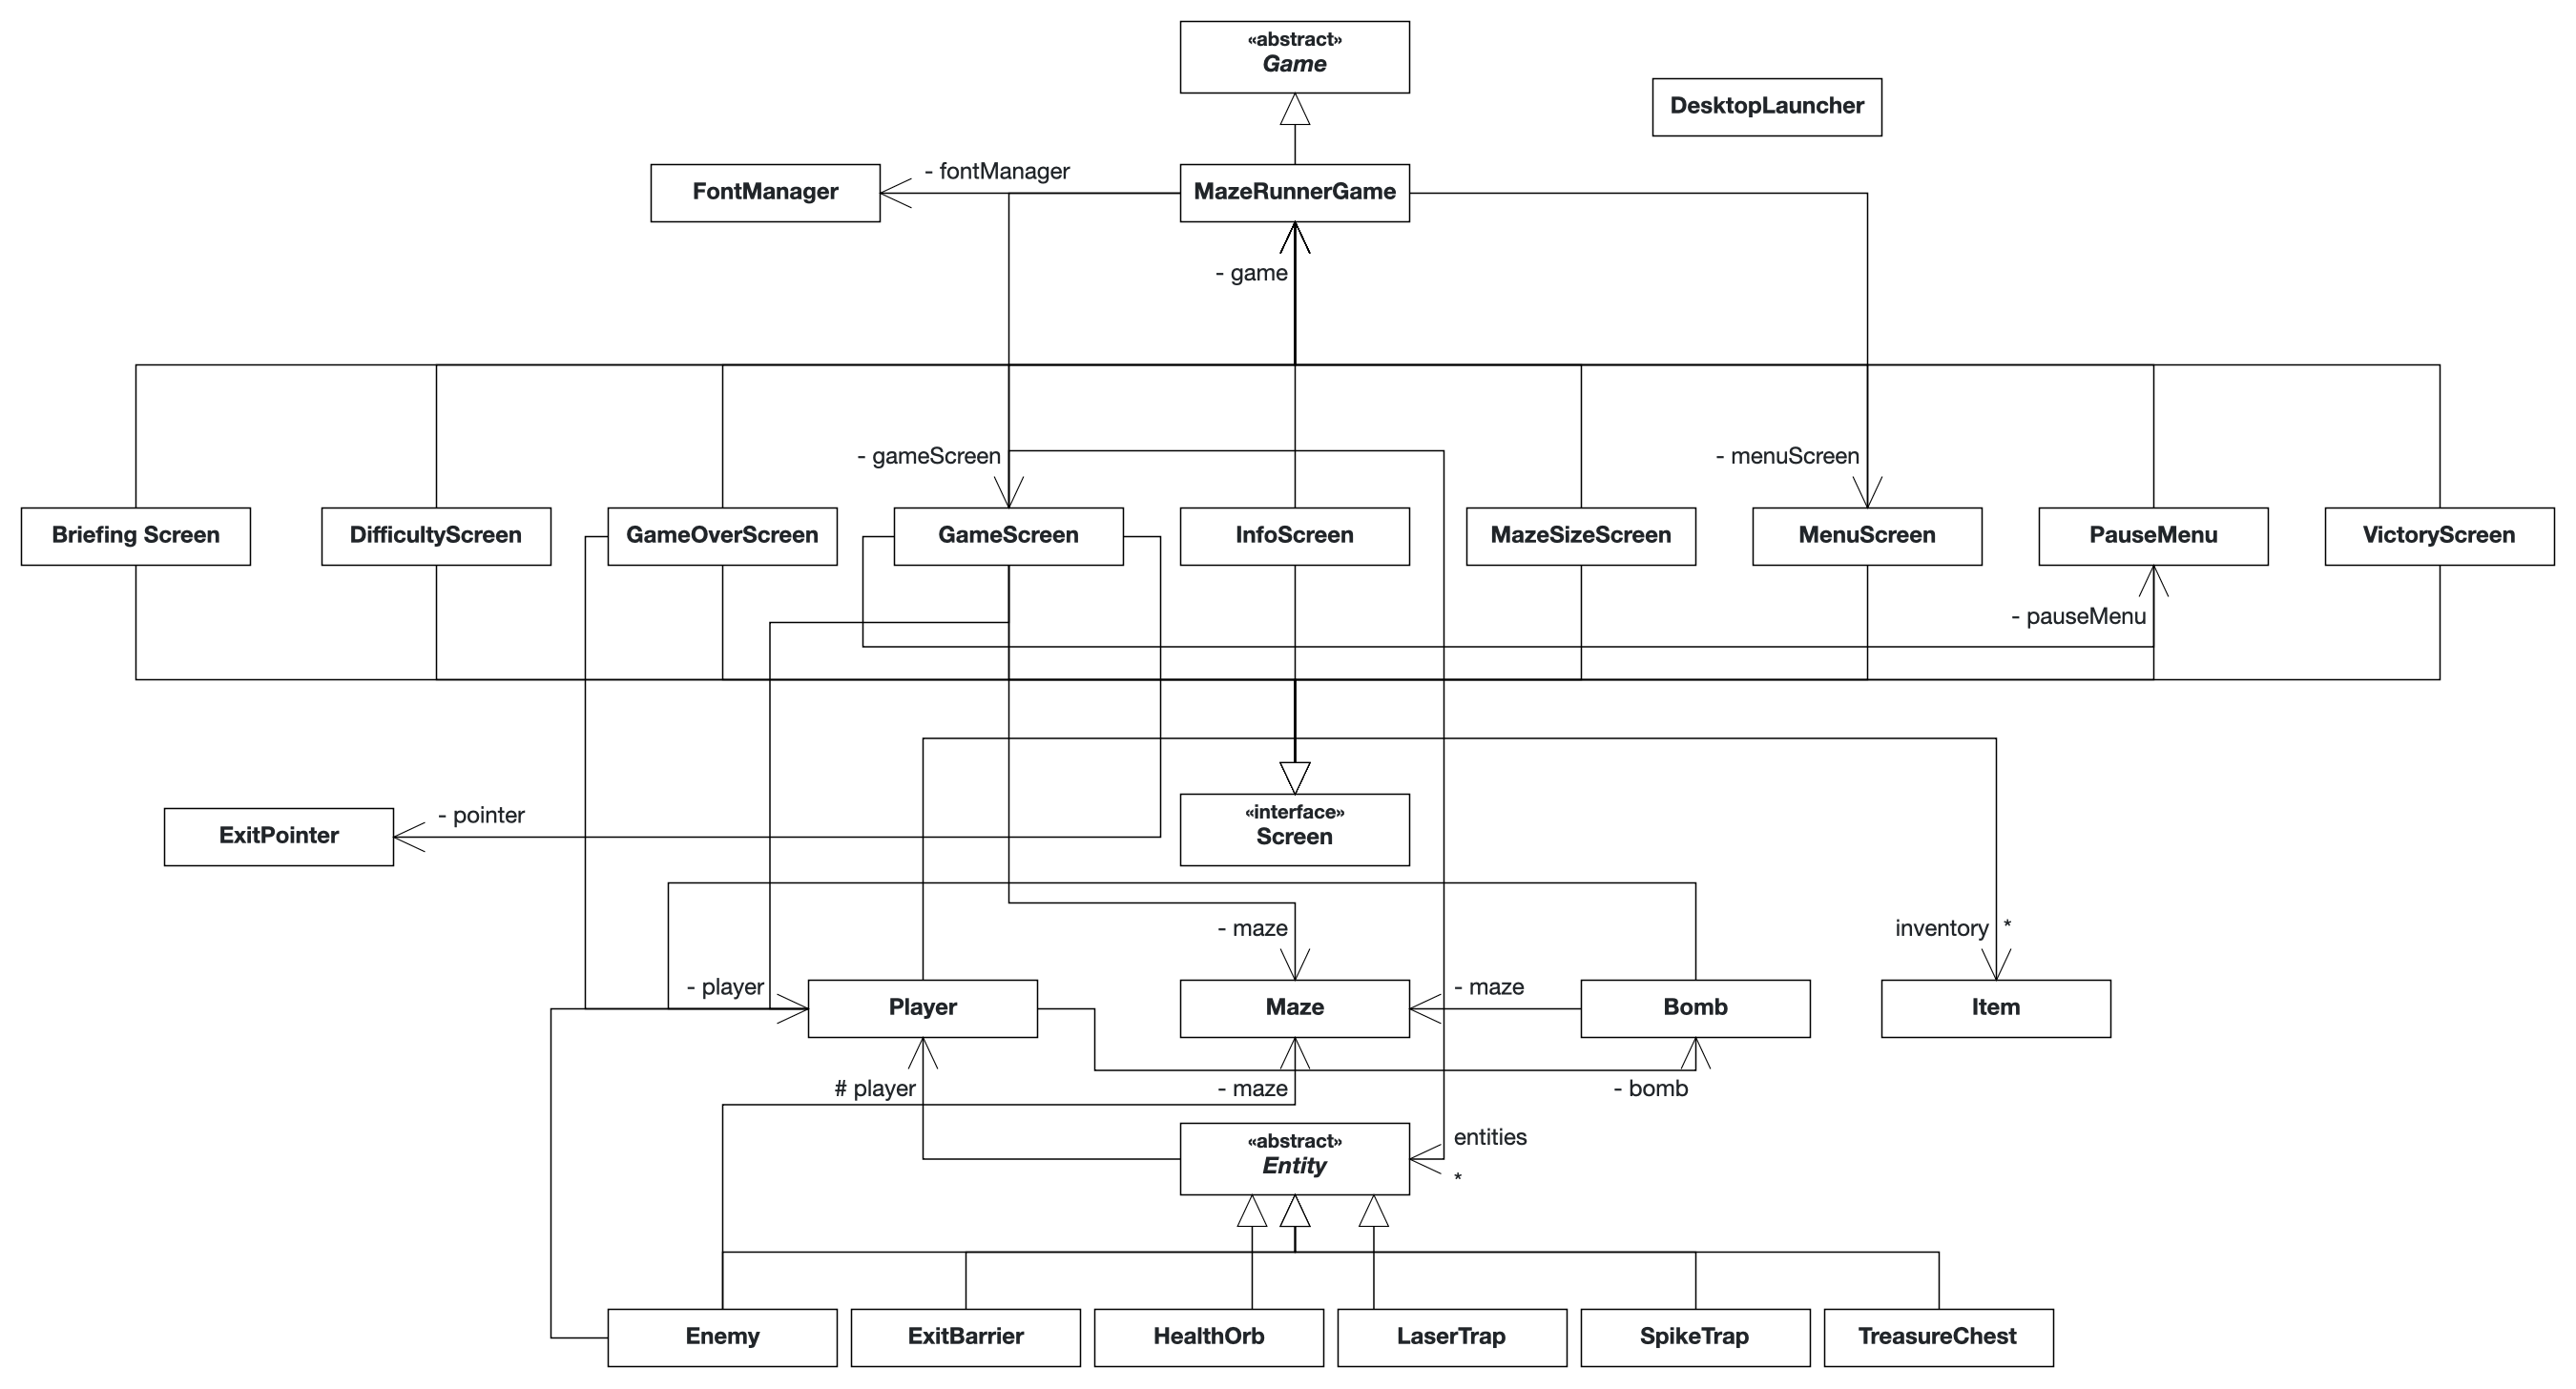 «abstract»
Game
DesktopLauncher
- fontManager
FontManager
MazeRunnerGame
- game
- gameScreen
- menuScreen
Briefing Screen
DifficultyScreen
GameOverScreen
GameScreen
InfoScreen
MazeSizeScreen
MenuScreen
PauseMenu
VictoryScreen
- pauseMenu
- pointer
ExitPointer
«interface»
Screen
- maze
inventory *
- player
- maze
Player
Maze
Bomb
Item
# player
- maze
- bomb
«abstract»
Entity
entities
*
Enemy
ExitBarrier
HealthOrb
LaserTrap
SpikeTrap
TreasureChest